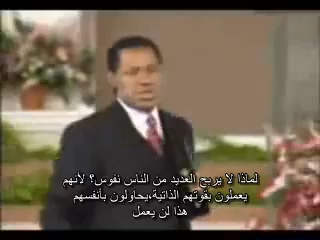 لماذا لا يربح العديد من الناس نفوس؟ لأنهم
يعملون بقوتهم الذاتية،يحاولون بأنفسهم
هذا لن يعمل